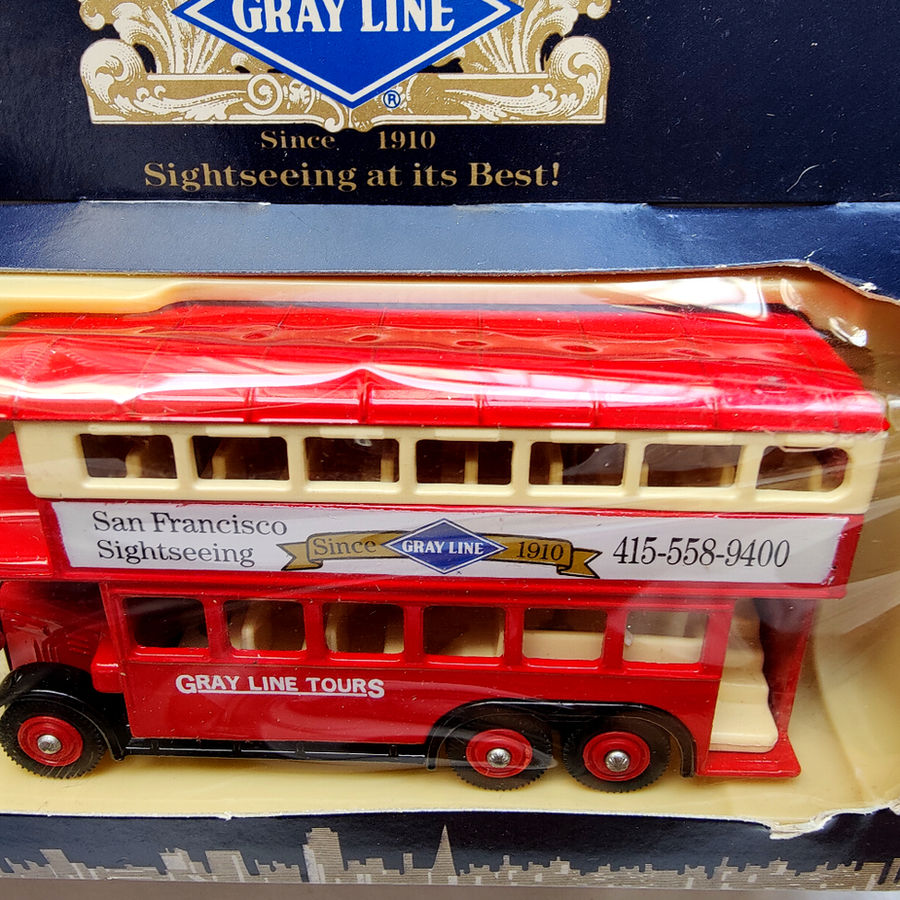 GRAY LINE
®
Since 1910
Sightseeing at its Best!
San Francisco
Sightseeing
Since GRAY LINE 1910
415-558-9400
GRAY LINE TOURS